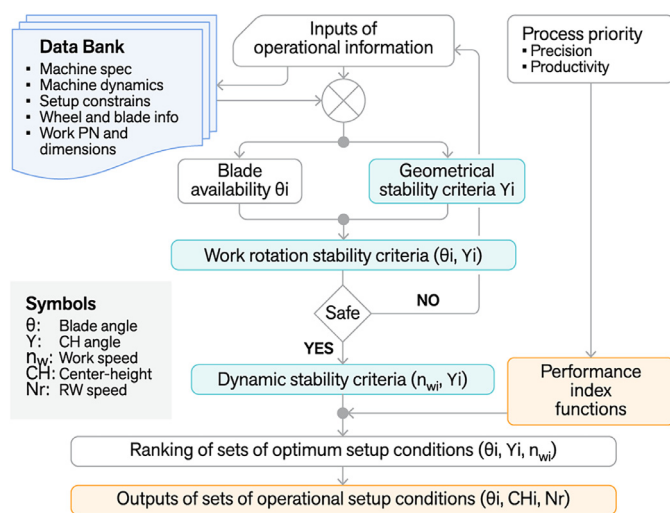 Data Bank
▪ Machine spec
▪ Machine dynamics
▪ Setup constrains
▪ Wheel and blade info
▪ Work PN and
dimensions
Inputs of
operational information
Process priority
• Precision
• Productivity
Blade
availability θi
Geometrical
stability criteria Yi
Work rotation stability criteria (θi, Yi)
Safe
NO
YES
Symbols
θ: Blade angle
Y: CH angle
nw: Work speed
CH: Center-height
Nr: RW speed
Dynamic stability criteria (nwi, Yi)
Performance
index
functions
Ranking of sets of optimum setup conditions (θi, Yi, nwi)
Outputs of sets of operational setup conditions (θi, CHi, Nr)